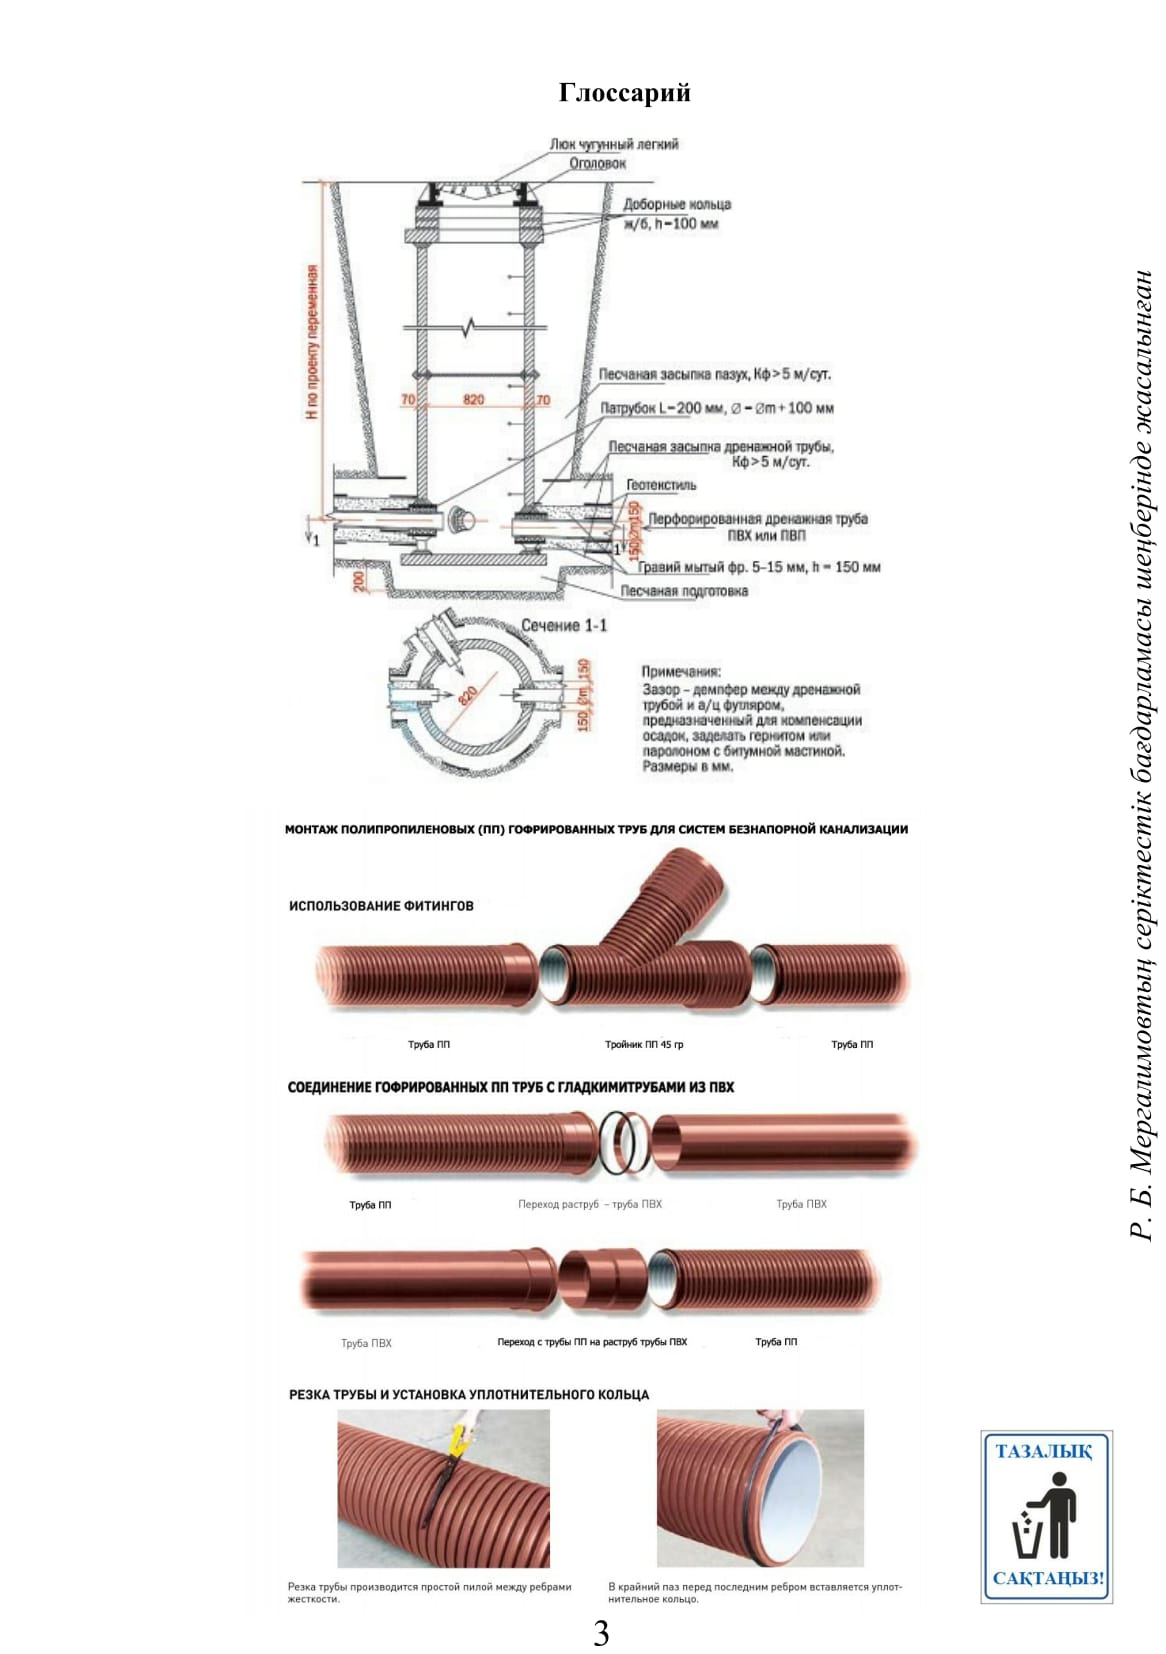 Глоссарий
Люк чугунный легкий
Оголовок
Доборные кольца
ж/б, h=100 мм
H по проекту переменная
Песчаная засыпка пазух, Кф>5 м/сут.
70
820
70
Патрубок L=200 мм, ∅ = ∅m + 100 мм
Песчаная засыпка дренажной трубы,
Кф>5 м/сут.
Геотекстиль
150 ∅m 150
Перфорированная дренажная труба
ПВХ или ПВП
1
1
Гравий мытый фр. 5–15 мм, h = 150 мм
200
Песчаная подготовка
Сечение 1-1
820
150 ∅m 150
Примечания:
Зазор – демпфер между дренажной
трубой и а/ц футляром,
предназначенный для компенсации
осадок, заделать гернитом или
паролоном с битумной мастикой.
Размеры в мм.
МОНТАЖ ПОЛИПРОПИЛЕНОВЫХ (ПП) ГОФРИРОВАННЫХ ТРУБ ДЛЯ СИСТЕМ БЕЗНАПОРНОЙ КАНАЛИЗАЦИИ
ИСПОЛЬЗОВАНИЕ ФИТИНГОВ
Труба ПП
Тройник ПП 45 гр
Труба ПП
СОЕДИНЕНИЕ ГОФРИРОВАННЫХ ПП ТРУБ С ГЛАДКИМИТРУБАМИ ИЗ ПВХ
Труба ПП
Переход раструб – труба ПВХ
Труба ПВХ
Труба ПВХ
Переход с трубы ПП на раструб трубы ПВХ
Труба ПП
РЕЗКА ТРУБЫ И УСТАНОВКА УПЛОТНИТЕЛЬНОГО КОЛЬЦА
Резка трубы производится простой пилой между ребрами
жесткости.
В крайний паз перед последним ребром вставляется уплот-
нительное кольцо.
3
Р. Б. Мергалимовтың серіктестік бағдарламасы шеңберінде жасалынған
ТАЗАЛЫҚ
САҚТАҢЫЗ!